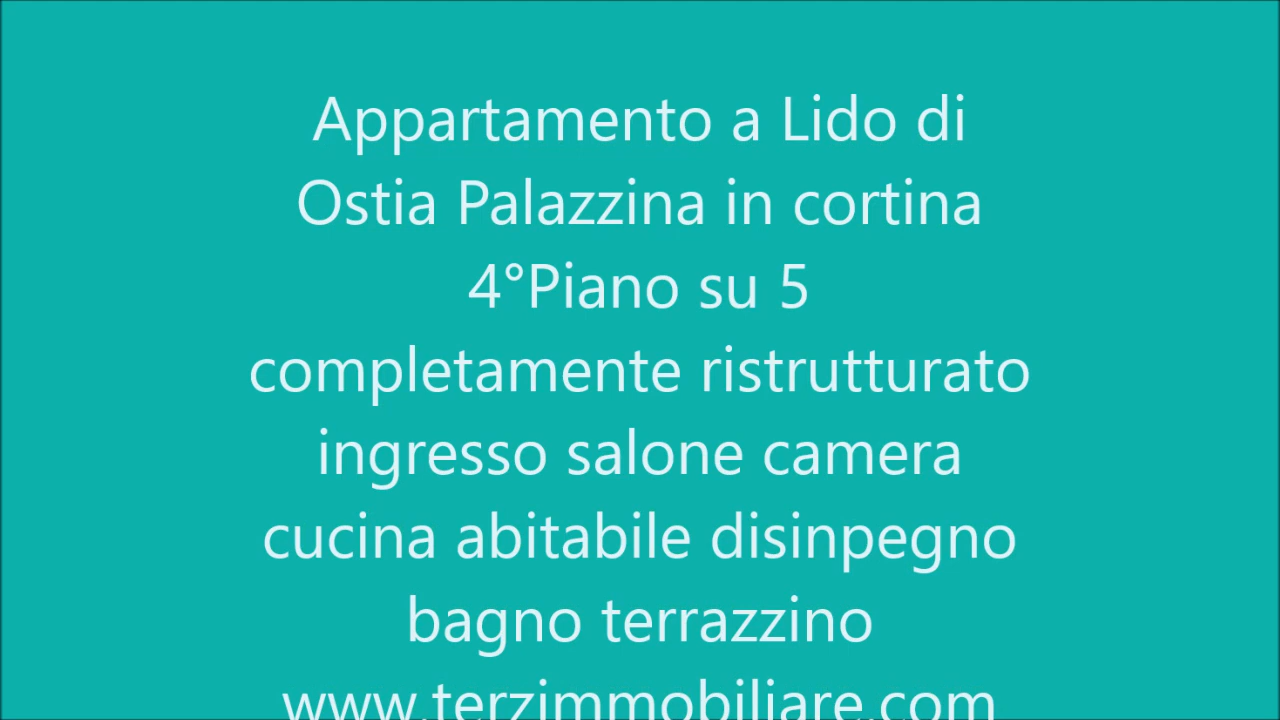 Appartamento a Lido di
Ostia Palazzina in cortina
4°Piano su 5
completamente ristrutturato
ingresso salone camera
cucina abitabile disinpegno
bagno terrazzino
www.terzimmobiliare.com